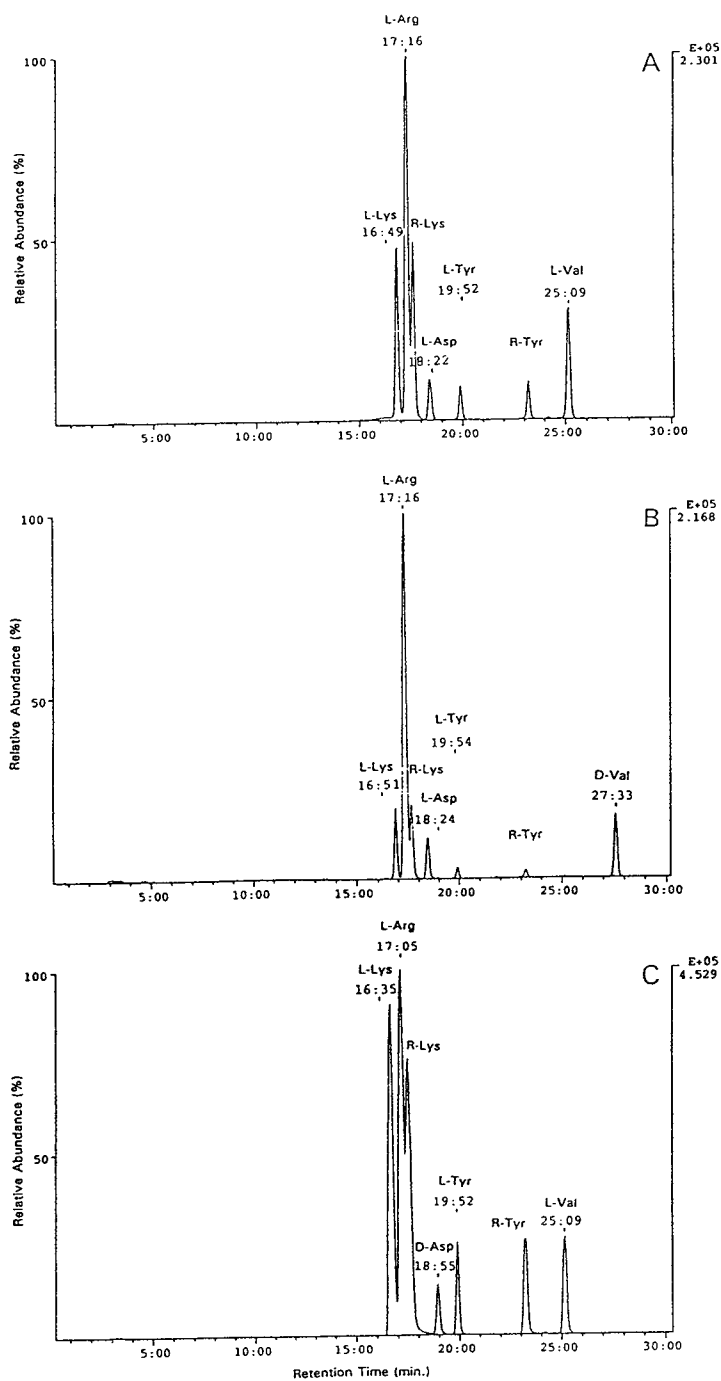 L-Arg
17:16
E+05
2.301
A
100
L-Lys
16:49
R-Lys
50
L-Tyr
19:52
L-Val
25:09
L-Asp
18:22
R-Tyr
Relative Abundance (%)
5:00 10:00 15:00 20:00 25:00 30:00
L-Arg
17:16
E+05
2.168
B
100
50
L-Tyr
19:54
L-Lys
16:51
R-Lys
L-Asp
18:24
D-Val
27:33
R-Tyr
Relative Abundance (%)
5:00 10:00 15:00 20:00 25:00 30:00
L-Arg
17:05
E+05
4.529
C
100
L-Lys
16:35
R-Lys
50
L-Tyr
19:52
R-Tyr
L-Val
25:09
D-Asp
18:55
Relative Abundance (%)
5:00 10:00 15:00 20:00 25:00 30:00
Retention Time (min.)